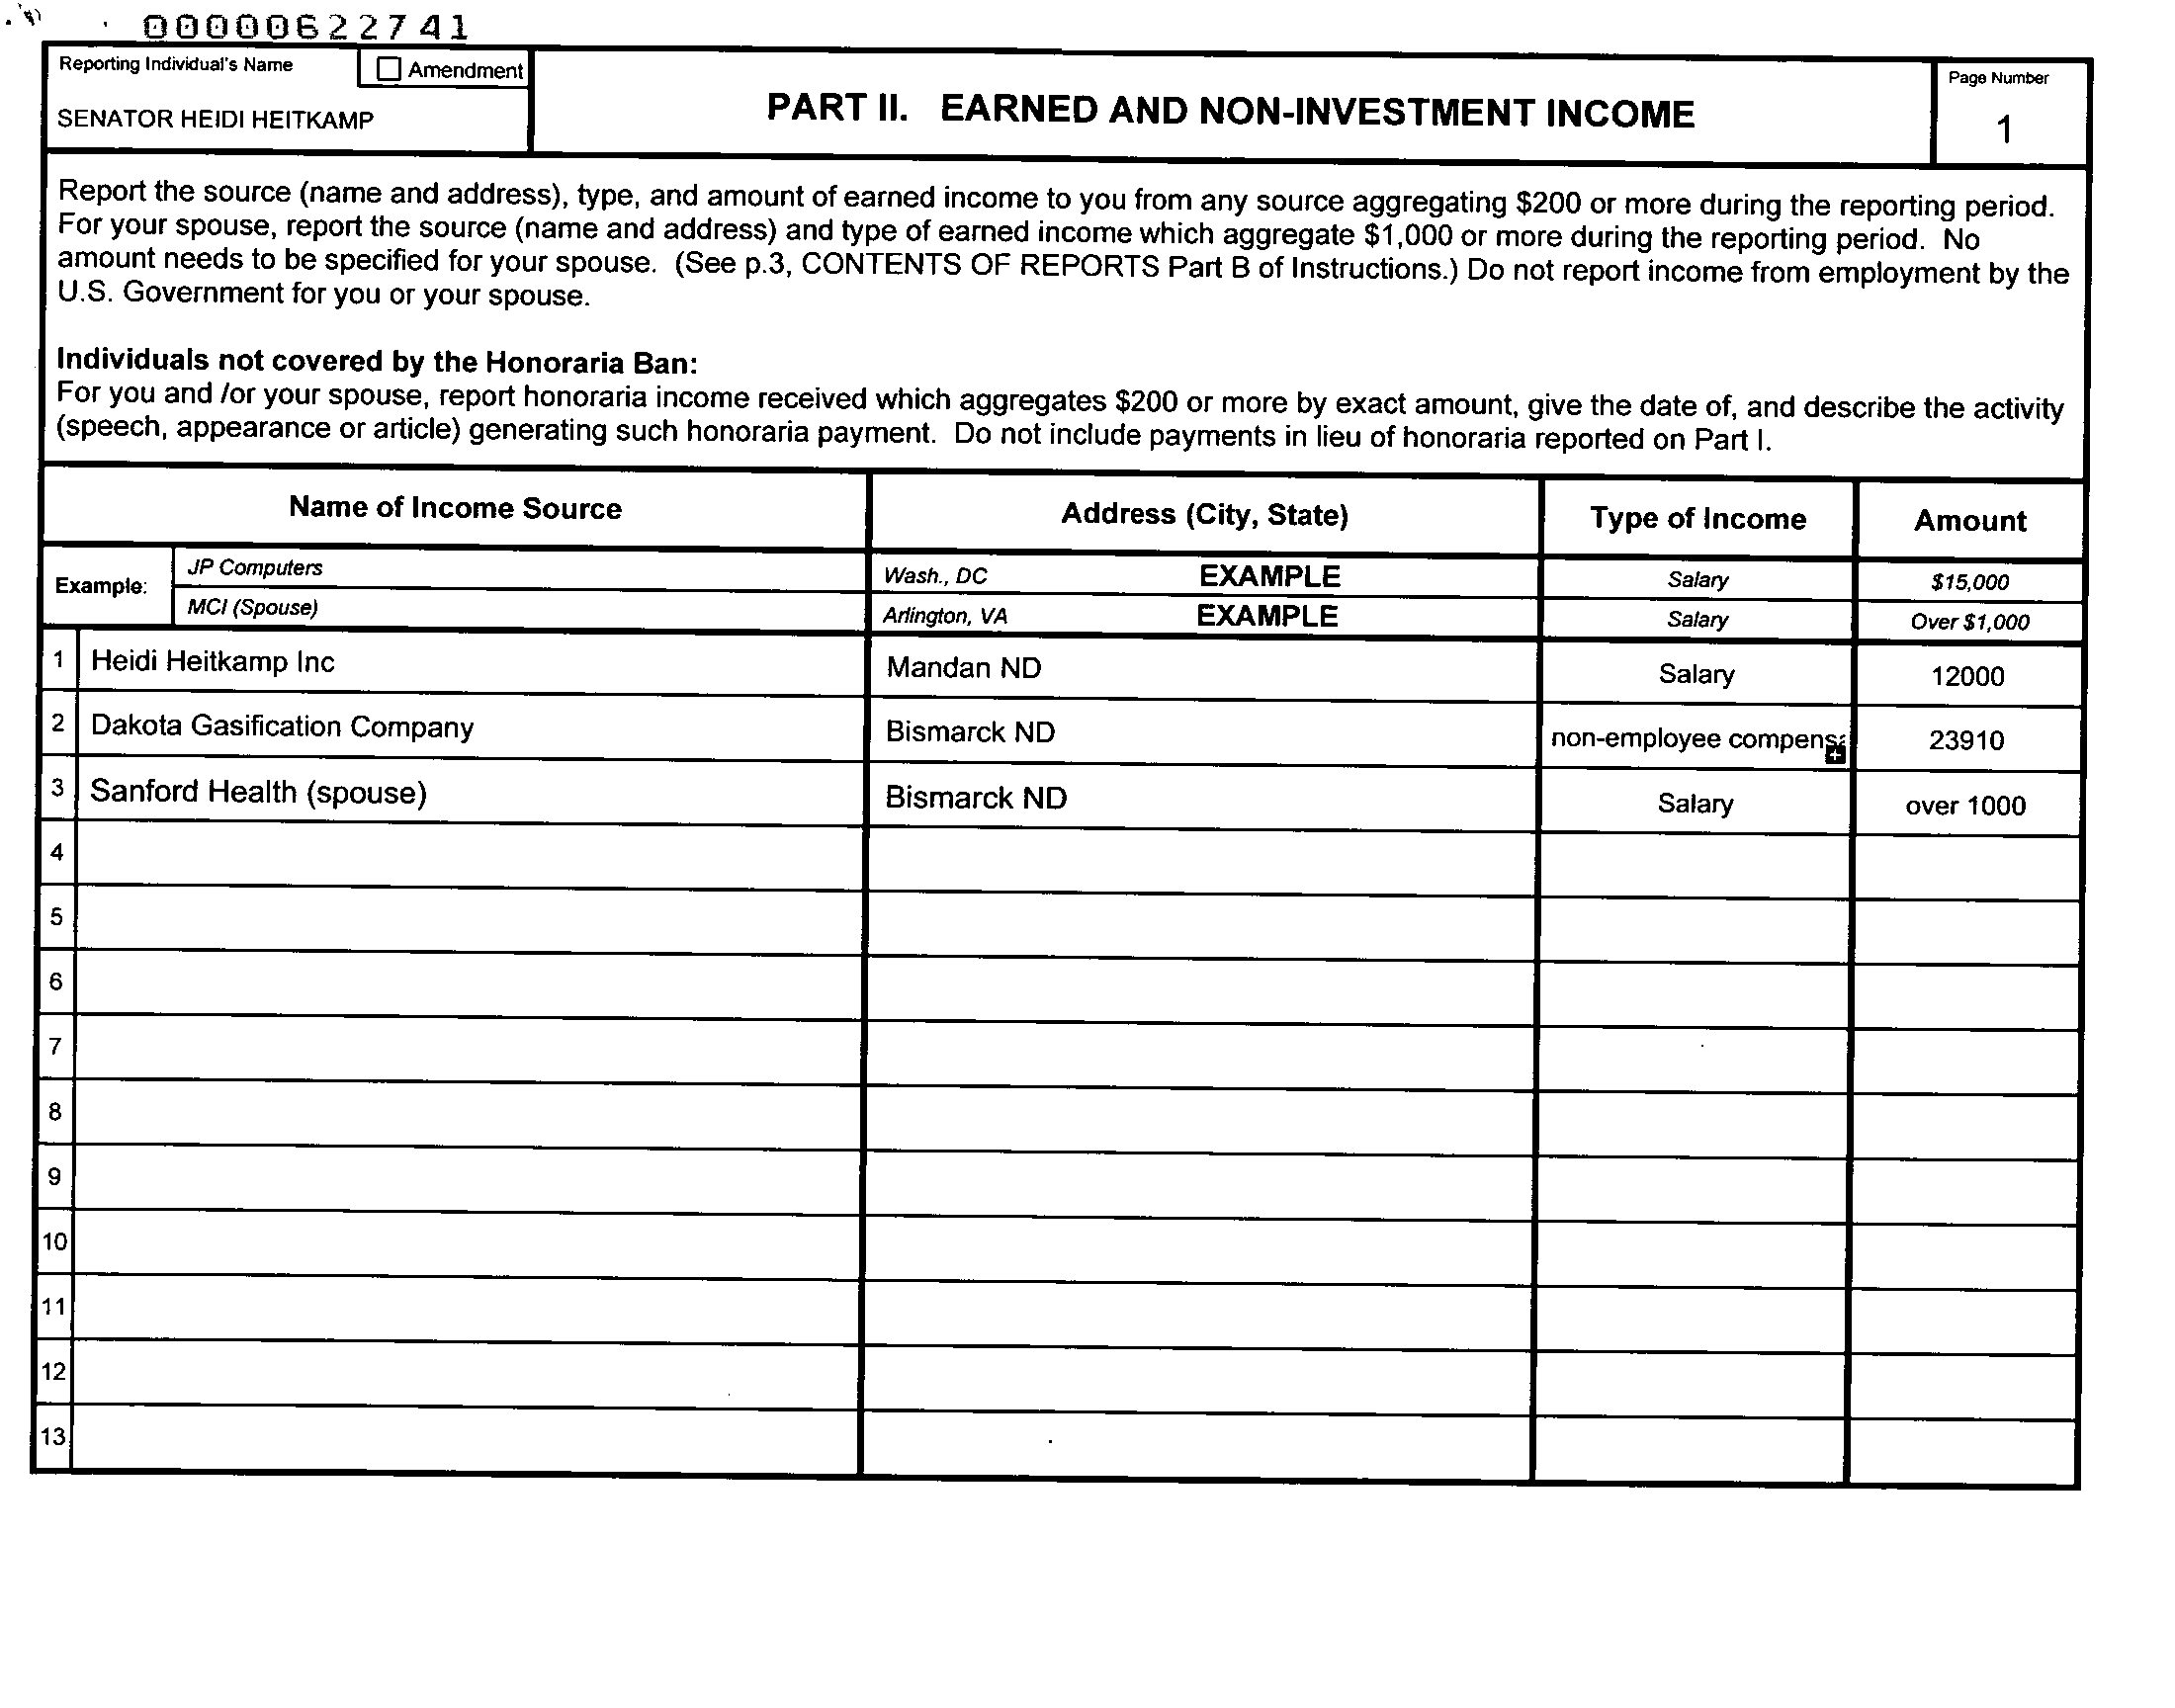 00000622741
Reporting Individual's Name
Amendment
SENATOR HEIDI HEITKAMP
PART II. EARNED AND NON-INVESTMENT INCOME
Page Number
1
Report the source (name and address), type, and amount of earned income to you from any source aggregating $200 or more during the reporting period.
For your spouse, report the source (name and address) and type of earned income which aggregate $1,000 or more during the reporting period. No
amount needs to be specified for your spouse. (See p.3, CONTENTS OF REPORTS Part B of Instructions.) Do not report income from employment by the
U.S. Government for you or your spouse.
Individuals not covered by the Honoraria Ban:
For you and /or your spouse, report honoraria income received which aggregates $200 or more by exact amount, give the date of, and describe the activity
(speech, appearance or article) generating such honoraria payment. Do not include payments in lieu of honoraria reported on Part I.
Name of Income Source Address (City, State) Type of Income Amount
Example:
JP Computers Wash., DC EXAMPLE Salary $15,000
MCI (Spouse) Arlington, VA EXAMPLE Salary Over $1,000
1 Heidi Heitkamp Inc Mandan ND Salary 12000
2 Dakota Gasification Company Bismarck ND non-employee compensa 23910
3 Sanford Health (spouse) Bismarck ND Salary over 1000
4
5
6
7
8
9
10
11
12
13